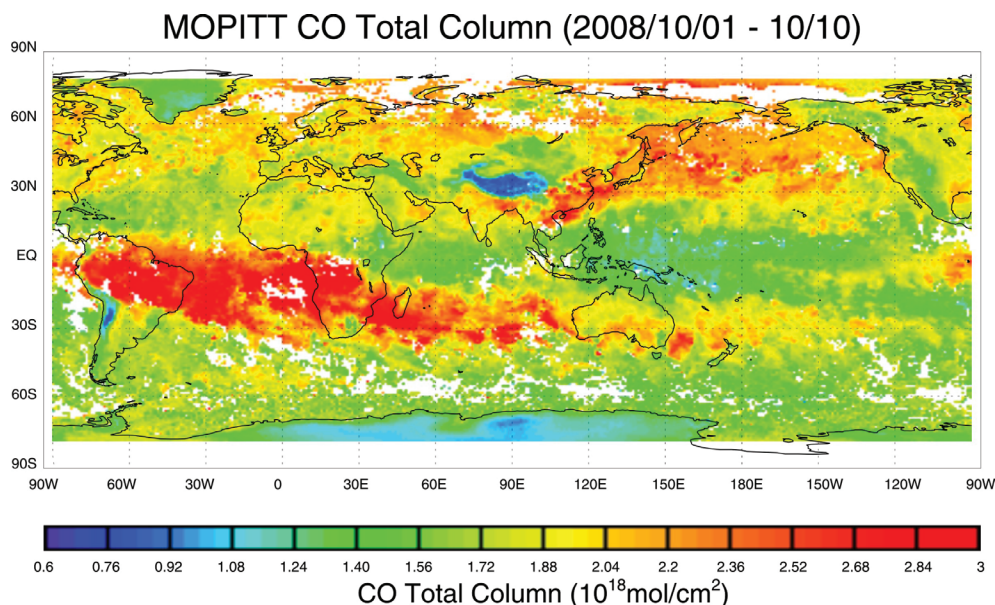 MOPITT CO Total Column (2008/10/01 - 10/10)
90N
60N
30N
EQ
30S
60S
90S
90W 60W 30W 0 30E 60E 90E 120E 150E 180E 150W 120W 90W
0.6 0.76 0.92 1.08 1.24 1.40 1.56 1.72 1.88 2.04 2.2 2.36 2.52 2.68 2.84 3
CO Total Column (10¹⁸mol/cm²)